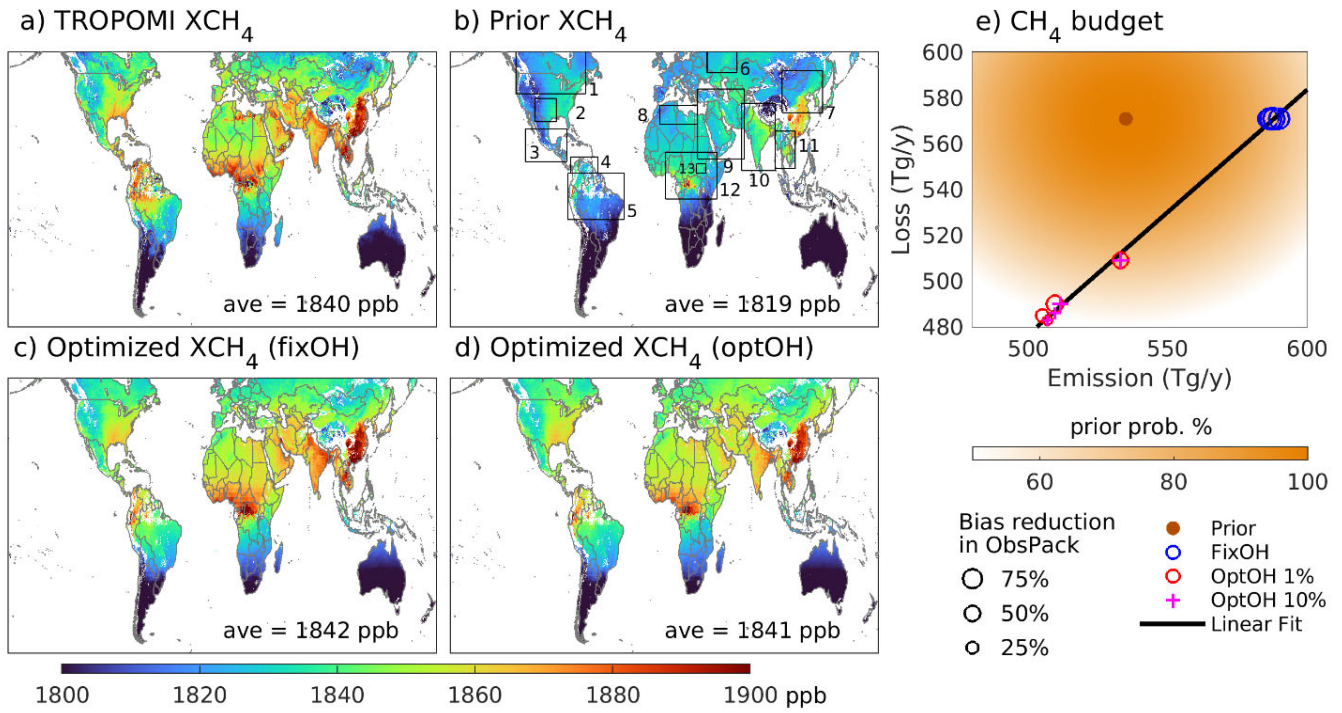 a) TROPOMI XCH4
ave = 1840 ppb
b) Prior XCH4
1
2
3
4
5
6
7
8
9
10
11
12
13
ave = 1819 ppb
c) Optimized XCH4 (fixOH)
ave = 1842 ppb
d) Optimized XCH4 (optOH)
ave = 1841 ppb
1800 1820 1840 1860 1880 1900 ppb
e) CH4 budget
Loss (Tg/y)
600
580
560
540
520
500
480
500 550 600
Emission (Tg/y)
prior prob. %
60 80 100
Bias reduction
in ObsPack
75%
50%
25%
Prior
FixOH
OptOH 1%
OptOH 10%
Linear Fit